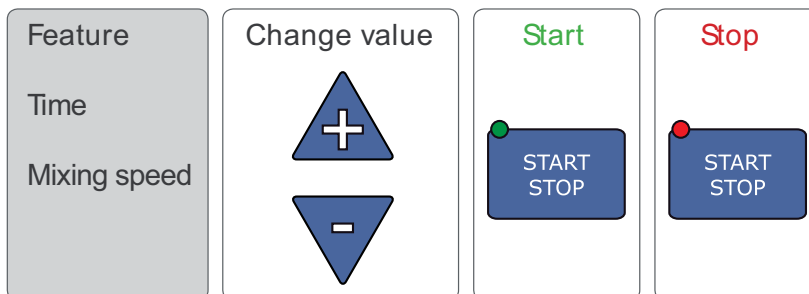 Feature
Time
Mixing speed
Change value
+
-
Start
START
STOP
Stop
START
STOP